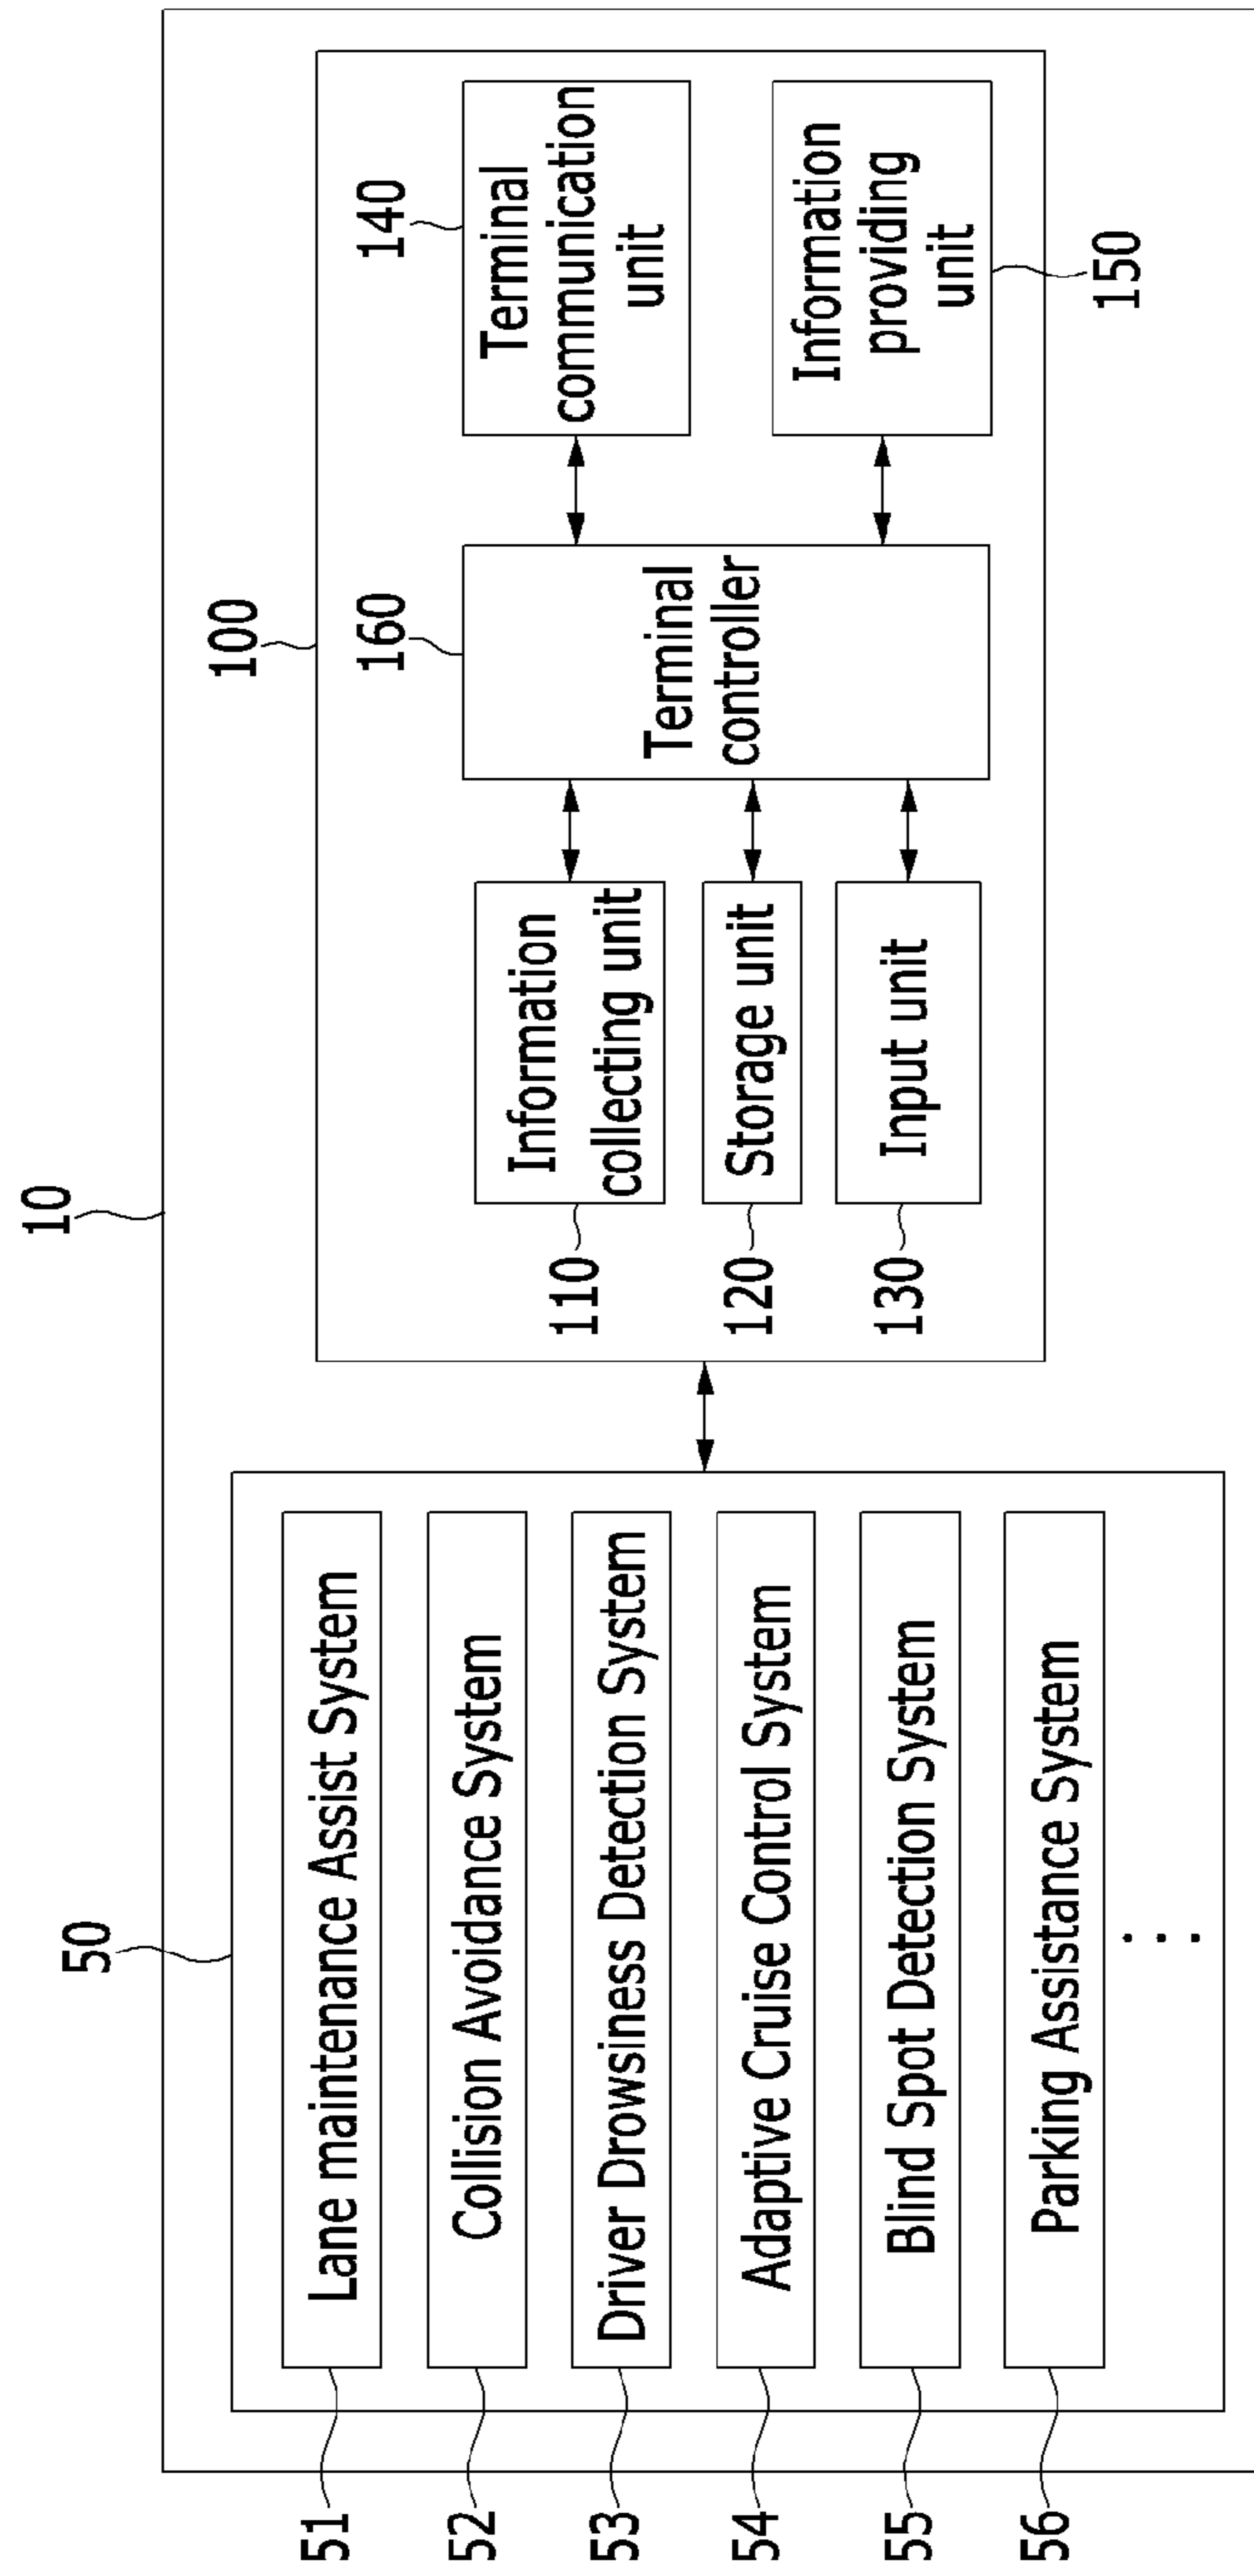 10
50
51
Lane maintenance Assist System
52
Collision Avoidance System
53
Driver Drowsiness Detection System
54
Adaptive Cruise Control System
55
Blind Spot Detection System
56
Parking Assistance System
100
110
Information
collecting unit
120
Storage unit
130
Input unit
160
Terminal
controller
140
Terminal
communication
unit
Information
providing
unit
150